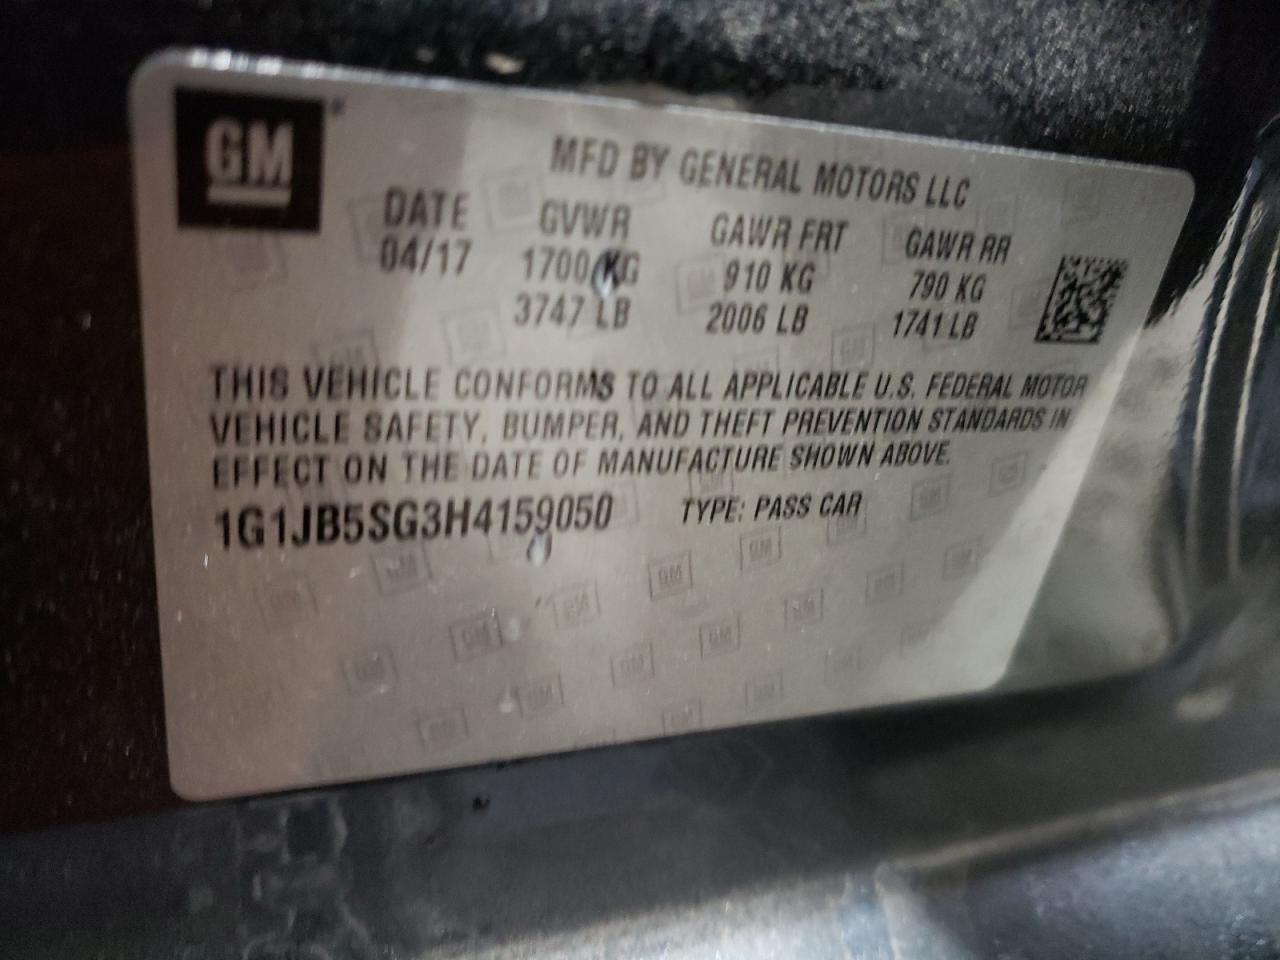 GM
MFD BY GENERAL MOTORS LLC
DATE GVWR GAWR FRT GAWR RR
04/17 1700 KG 910 KG 790 KG
3747 LB 2006 LB 1741 LB
THIS VEHICLE CONFORMS TO ALL APPLICABLE U.S. FEDERAL MOTOR
VEHICLE SAFETY, BUMPER, AND THEFT PREVENTION STANDARDS IN
EFFECT ON THE DATE OF MANUFACTURE SHOWN ABOVE.
1G1JB5SG3H4159050 TYPE: PASS CAR